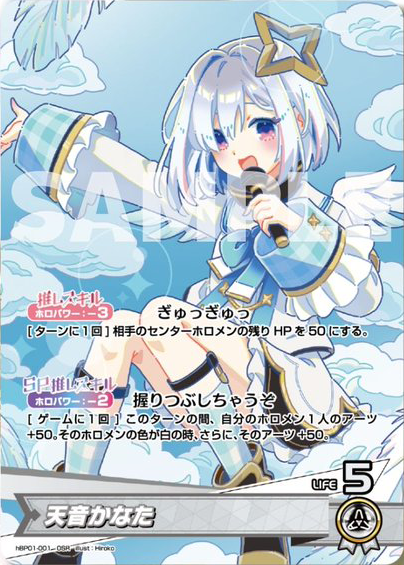 SAMPLE
推しスキル
ホロパワー：－3
ぎゅっぎゅっ
[ターンに1回]相手のセンターホロメンの残りHPを50にする。
SP推しスキル
ホロパワー：－2
握りつぶしちゃうぞ
[ゲームに1回]このターンの間、自分のホロメン1人のアーツ
+50。そのホロメンの色が白の時、さらに、そのアーツ+50。
LIFE 5
天音かなた
hBP01-001 OSR illust：Hiroko